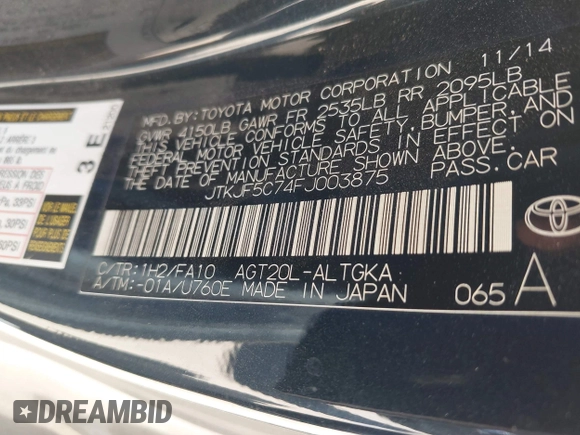 11/14
MFD.BY:TOYOTA MOTOR CORPORATION
GVWR 4150LB GAWR FR 2535LB RR 2095LB
THIS VEHICLE CONFORMS TO ALL APPLICABLE
FEDERAL MOTOR VEHICLE SAFETY,BUMPER,AND
THEFT PREVENTION STANDARDS IN EFFECT ON
THE DATE OF MANUFACTURE SHOWN ABOVE.
JTKJF5C74FJ003875 PASS.CAR
C/TR:1H2/FA10 AGT20L-ALTGKA
A/TM:-01A/U760E MADE IN JAPAN
065 A
TOYOTA
3 E
DREAMBID